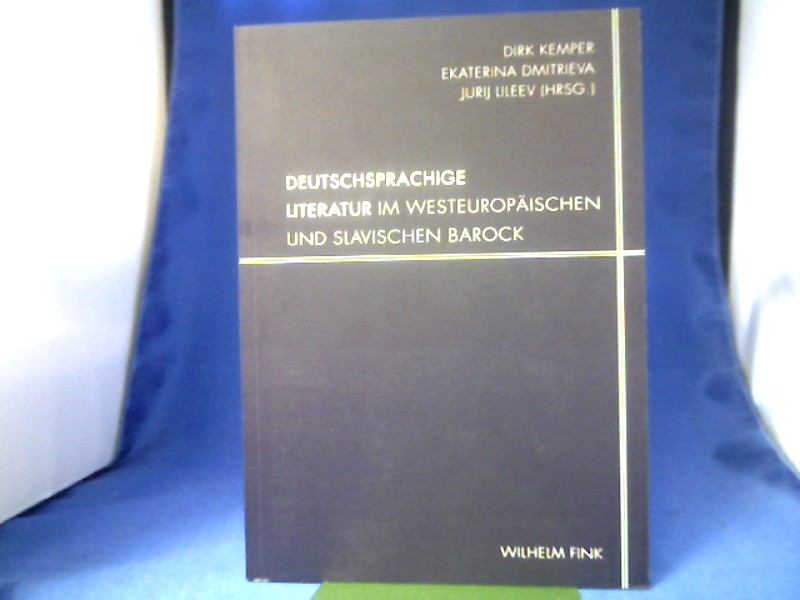 DIRK KEMPER
EKATERINA DMITRIEVA
JURIJ LILEEV (HRSG.)
DEUTSCHSPRACHIGE
LITERATUR IM WESTEUROPÄISCHEN
UND SLAVISCHEN BAROCK
WILHELM FINK